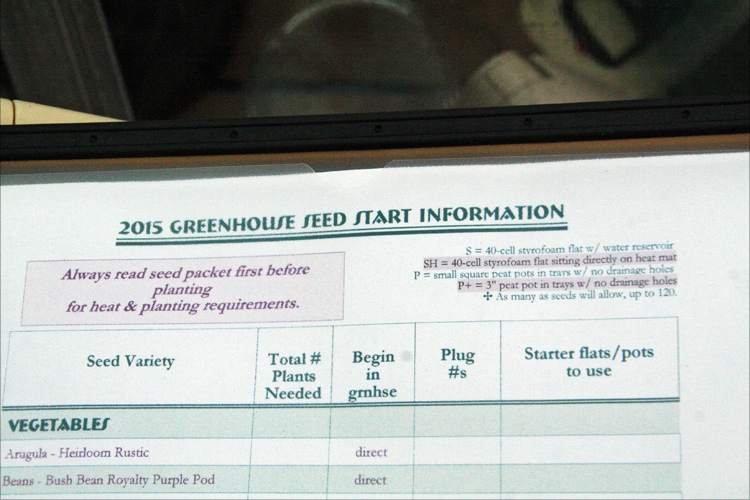 2015 GREENHOUSE SEED START INFORMATION
Always read seed packet first before
planting
for heat & planting requirements.
S = 40-cell styrofoam flat w/ water reservoir
SH = 40-cell styrofoam flat sitting directly on heat mat
P = small square peat pots in trays w/ no drainage holes
P+ = 3" peat pot in trays w/ no drainage holes
✢ As many as seeds will allow, up to 120.
Seed Variety
Total #
Plants
Needed
Begin
in
grnhse
Plug
#s
Starter flats/pots
to use
VEGETABLES
Arugula - Heirloom Rustic direct
Beans - Bush Bean Royalty Purple Pod direct